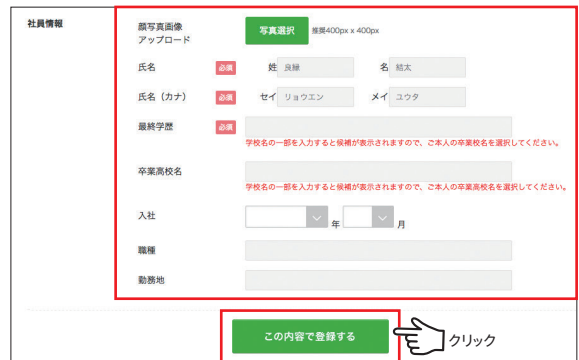 社員情報
顔写真画像
アップロード
写真選択 推奨400px x 400px
氏名 必須 姓 良縁 名 結太
氏名（カナ） 必須 セイ リョウエン メイ ユウタ
最終学歴 必須
学校名の一部を入力すると候補が表示されますので、ご本人の卒業校名を選択してください。
卒業高校名
学校名の一部を入力すると候補が表示されますので、ご本人の卒業高校名を選択してください。
入社 年 月
職種
勤務地
この内容で登録する
クリック